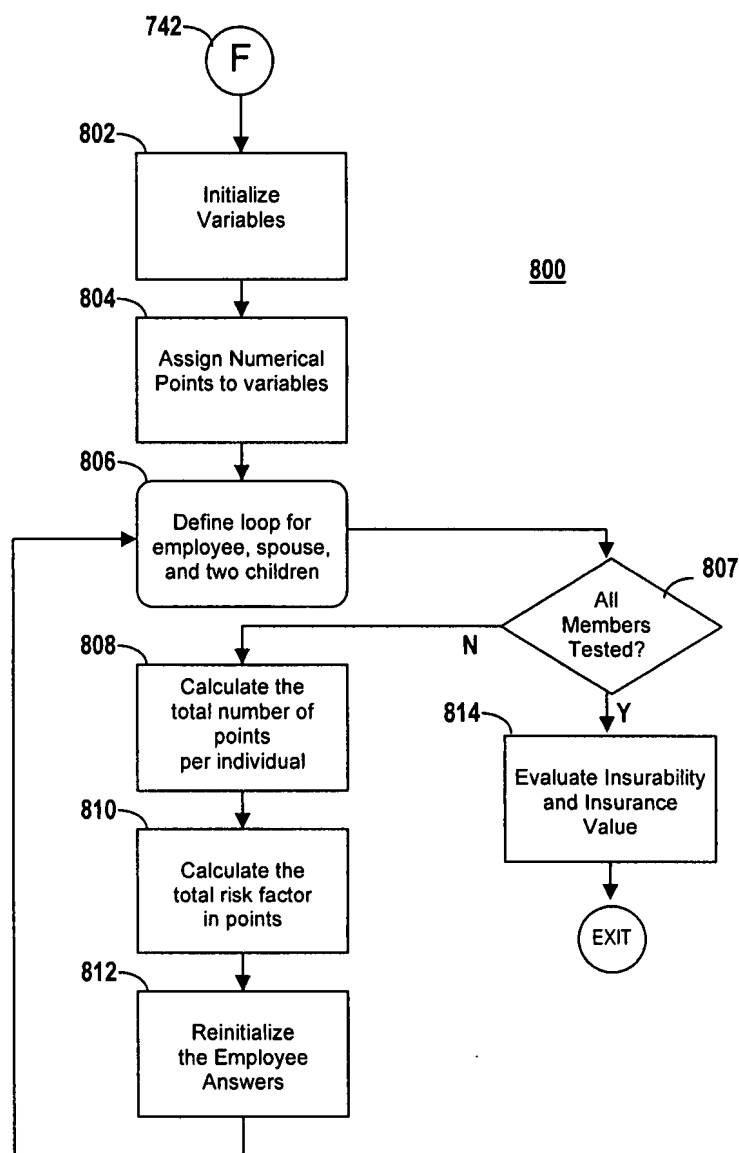 742
F
802
Initialize
Variables
800
804
Assign Numerical
Points to variables
806
Define loop for
employee, spouse,
and two children
807
All
Members
Tested?
N
Y
808
Calculate the
total number of
points
per individual
814
Evaluate Insurability
and Insurance
Value
810
Calculate the
total risk factor
in points
EXIT
812
Reinitialize
the Employee
Answers